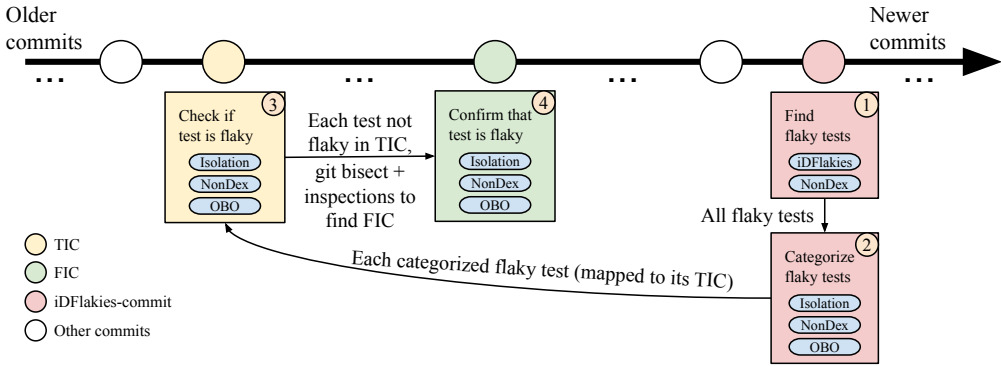 Older
commits
Newer
commits
...
...
...
...
3
Check if
test is flaky
Isolation
NonDex
OBO
Each test not
flaky in TIC,
git bisect +
inspections to
find FIC
4
Confirm that
test is flaky
Isolation
NonDex
OBO
1
Find
flaky tests
iDFlakies
NonDex
All flaky tests
2
Categorize
flaky tests
Isolation
NonDex
OBO
Each categorized flaky test (mapped to its TIC)
TIC
FIC
iDFlakies-commit
Other commits